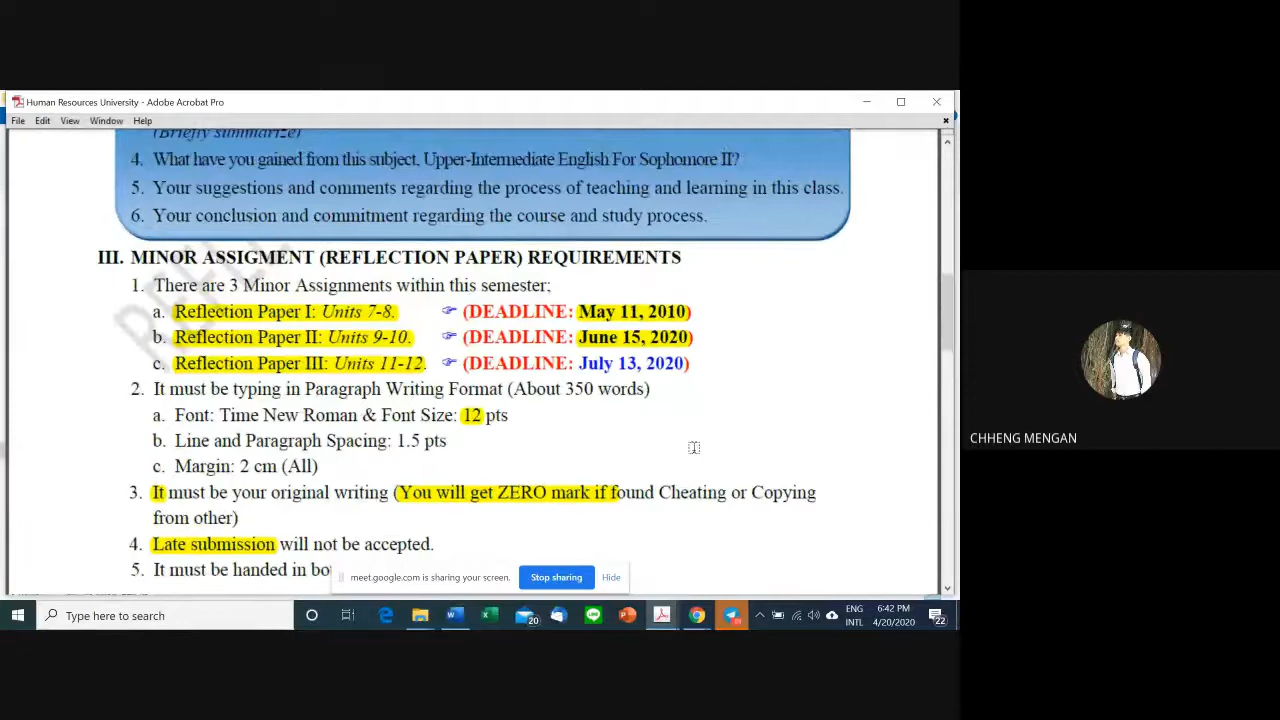 Human Resources University - Adobe Acrobat Pro
File Edit View Window Help
(Briefly summarize)
4. What have you gained from this subject, Upper-Intermediate English For Sophomore II?
5. Your suggestions and comments regarding the process of teaching and learning in this class.
6. Your conclusion and commitment regarding the course and study process.
III. MINOR ASSIGMENT (REFLECTION PAPER) REQUIREMENTS
1. There are 3 Minor Assignments within this semester;
a. Reflection Paper I: Units 7-8. ☞ (DEADLINE: May 11, 2010)
b. Reflection Paper II: Units 9-10. ☞ (DEADLINE: June 15, 2020)
c. Reflection Paper III: Units 11-12. ☞ (DEADLINE: July 13, 2020)
2. It must be typing in Paragraph Writing Format (About 350 words)
a. Font: Time New Roman & Font Size: 12 pts
b. Line and Paragraph Spacing: 1.5 pts
c. Margin: 2 cm (All)
3. It must be your original writing (You will get ZERO mark if found Cheating or Copying
from other)
4. Late submission will not be accepted.
5. It must be handed in bo
meet.google.com is sharing your screen. Stop sharing Hide
CHHENG MENGAN
Type here to search
20
ENG
INTL
6:42 PM
4/20/2020
22